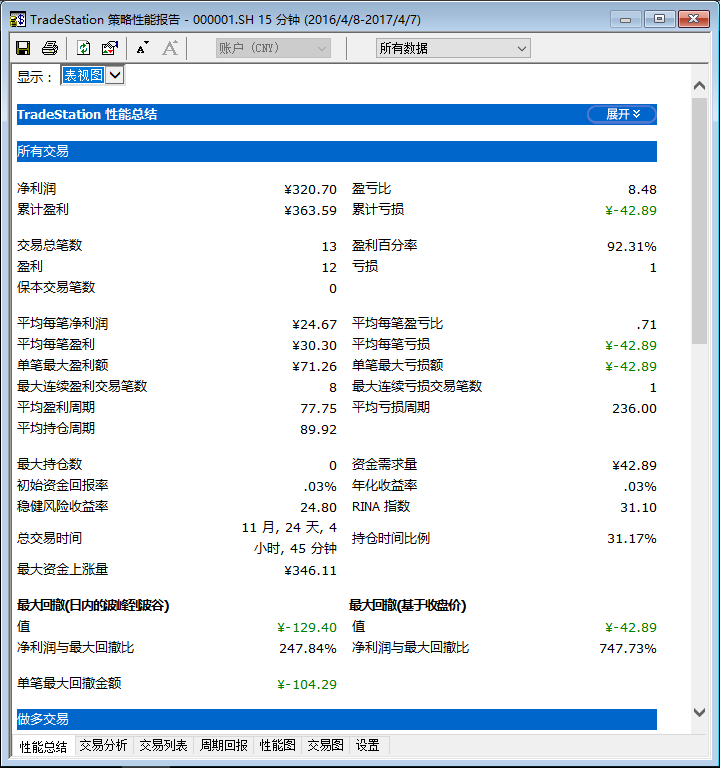 TradeStation 策略性能报告 - 000001.SH 15 分钟 (2016/4/8-2017/4/7)
账户 (CNY) 所有数据
显示： 表视图
TradeStation 性能总结 展开
所有交易
净利润 ¥320.70 盈亏比 8.48
累计盈利 ¥363.59 累计亏损 ¥-42.89
交易总笔数 13 盈利百分率 92.31%
盈利 12 亏损 1
保本交易笔数 0
平均每笔净利润 ¥24.67 平均每笔盈亏比 .71
平均每笔盈利 ¥30.30 平均每笔亏损 ¥-42.89
单笔最大盈利额 ¥71.26 单笔最大亏损额 ¥-42.89
最大连续盈利交易笔数 8 最大连续亏损交易笔数 1
平均盈利周期 77.75 平均亏损周期 236.00
平均持仓周期 89.92
最大持仓数 0 资金需求量 ¥42.89
初始资金回报率 .03% 年化收益率 .03%
稳健风险收益率 24.80 RINA 指数 31.10
总交易时间 11 月, 24 天, 4 小时, 45 分钟 持仓时间比例 31.17%
最大资金上涨量 ¥346.11
最大回撤(日内的波峰到波谷) 最大回撤(基于收盘价)
值 ¥-129.40 值 ¥-42.89
净利润与最大回撤比 247.84% 净利润与最大回撤比 747.73%
单笔最大回撤金额 ¥-104.29
做多交易
性能总结 交易分析 交易列表 周期回报 性能图 交易图 设置